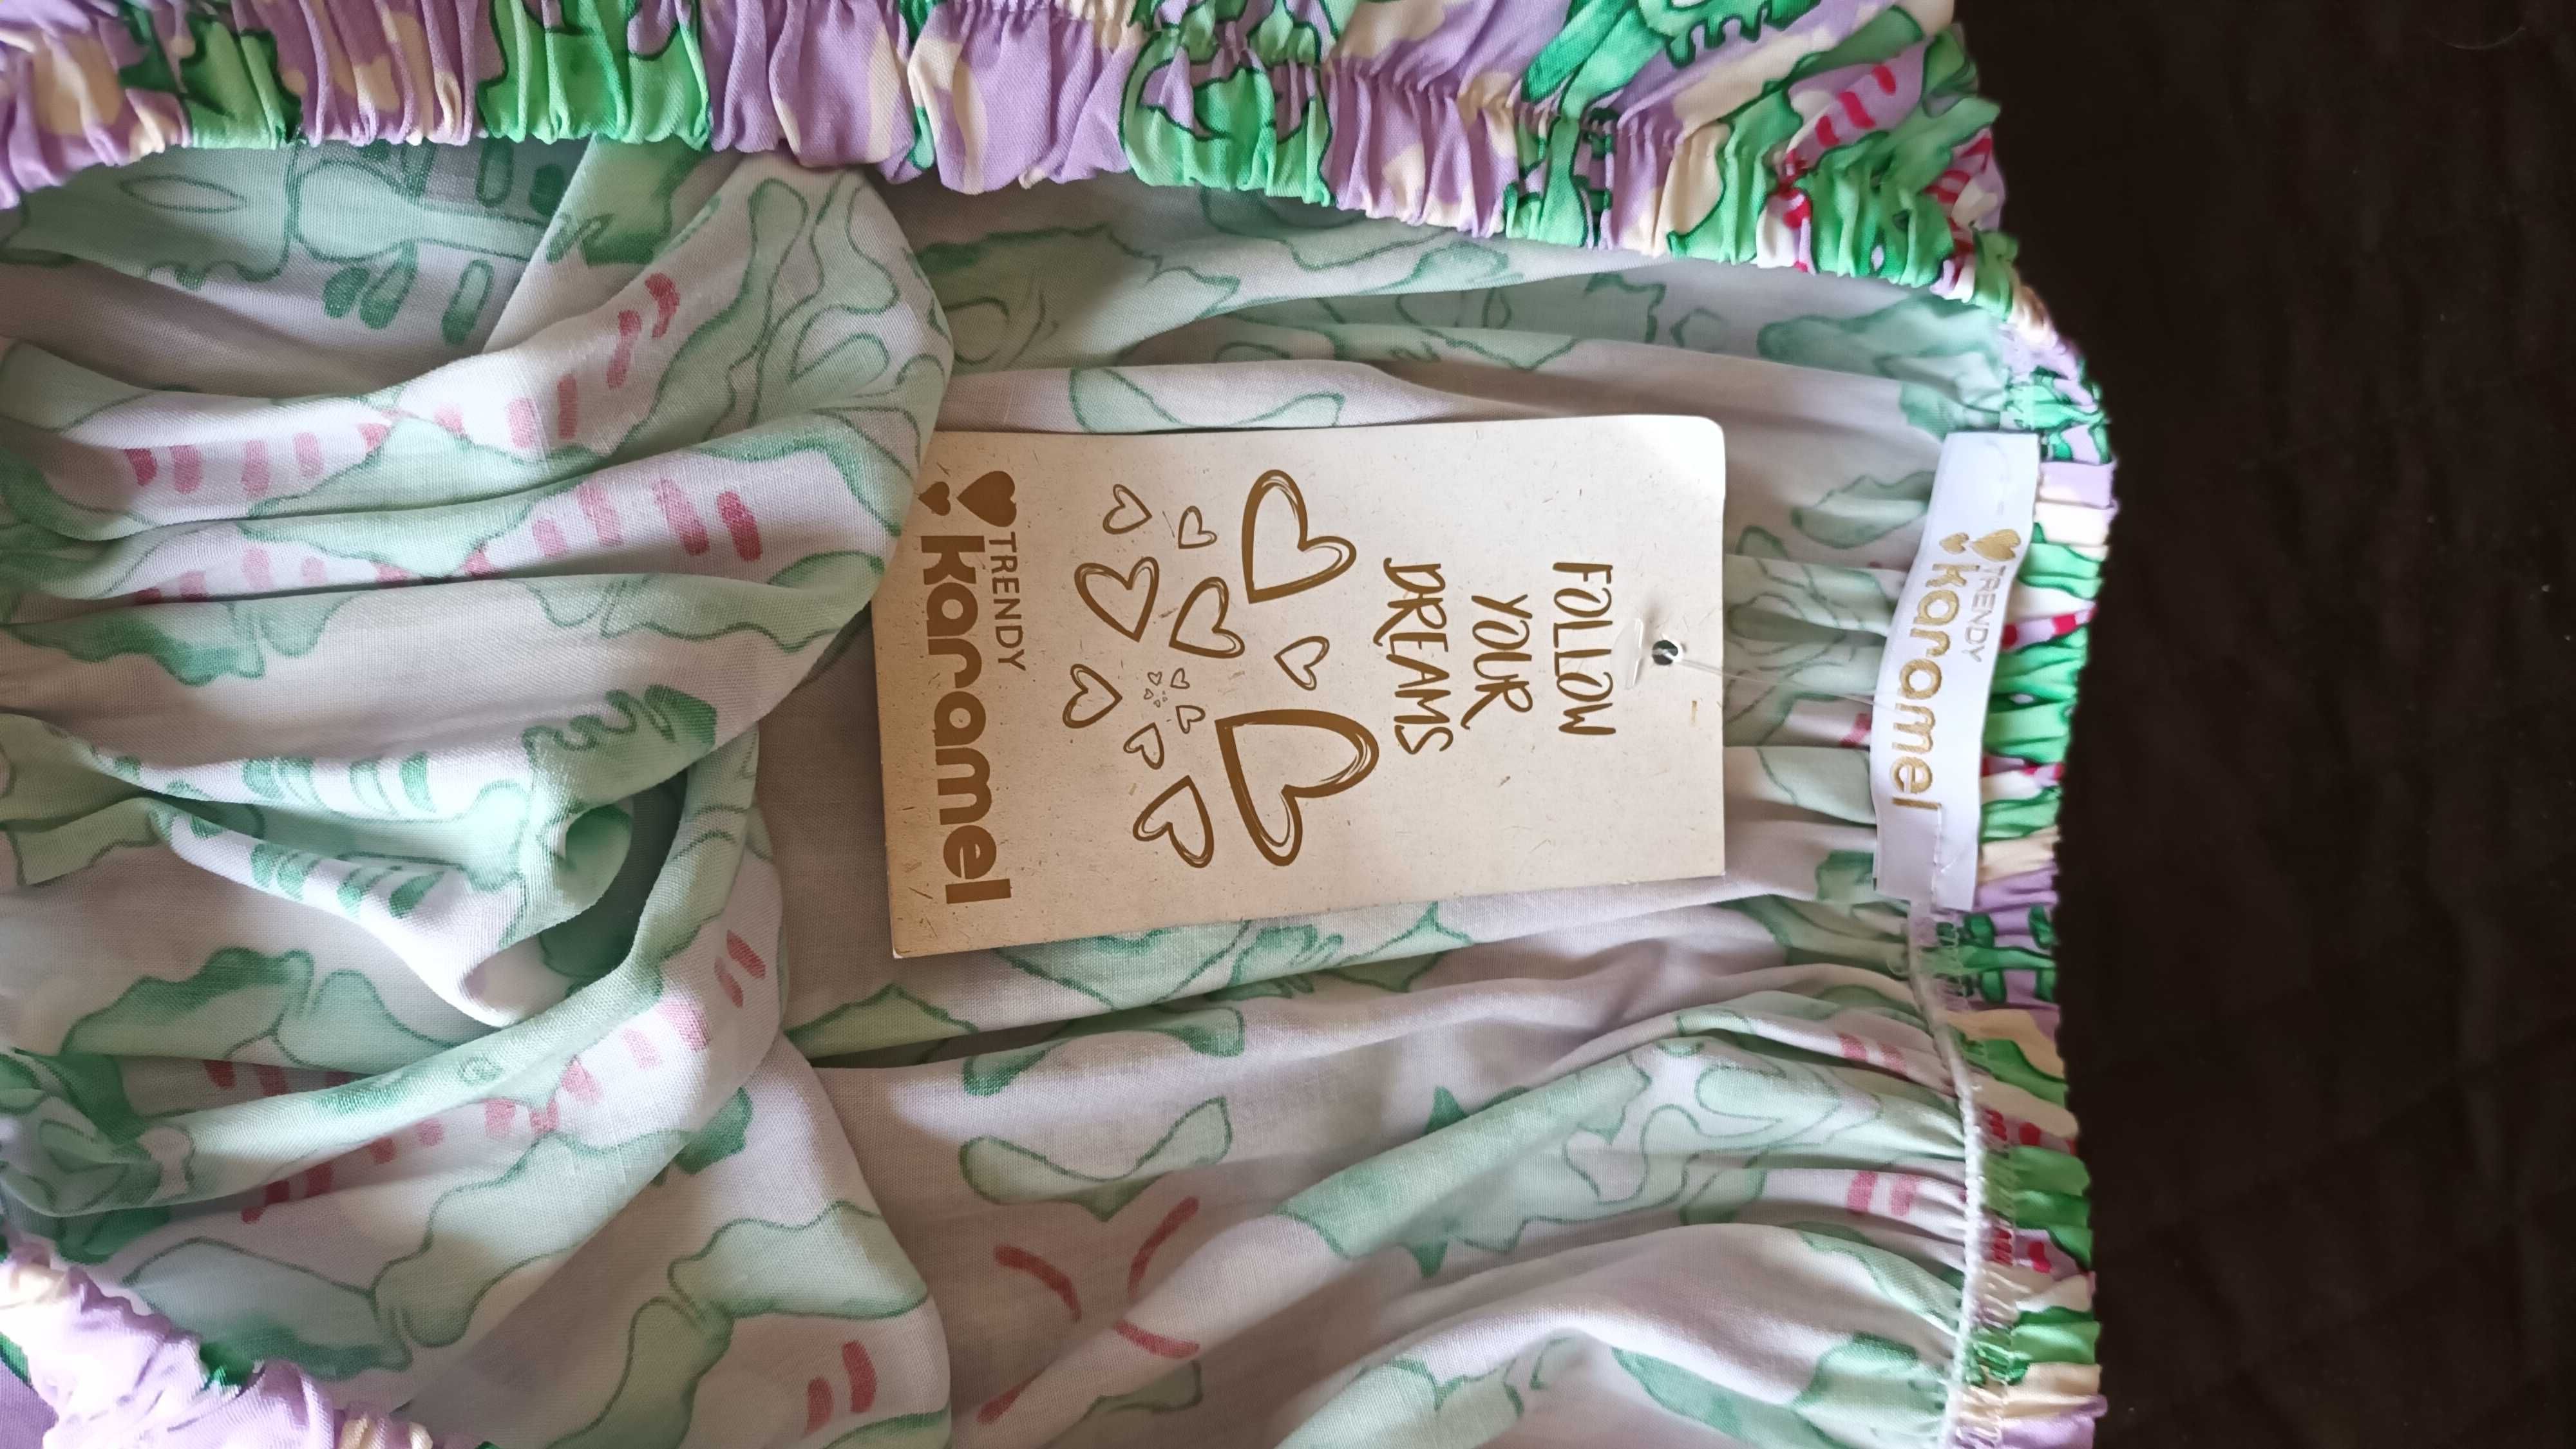 FOLLOW
YOUR
DREAMS
TRENDY
karamel
TRENDY
karamel